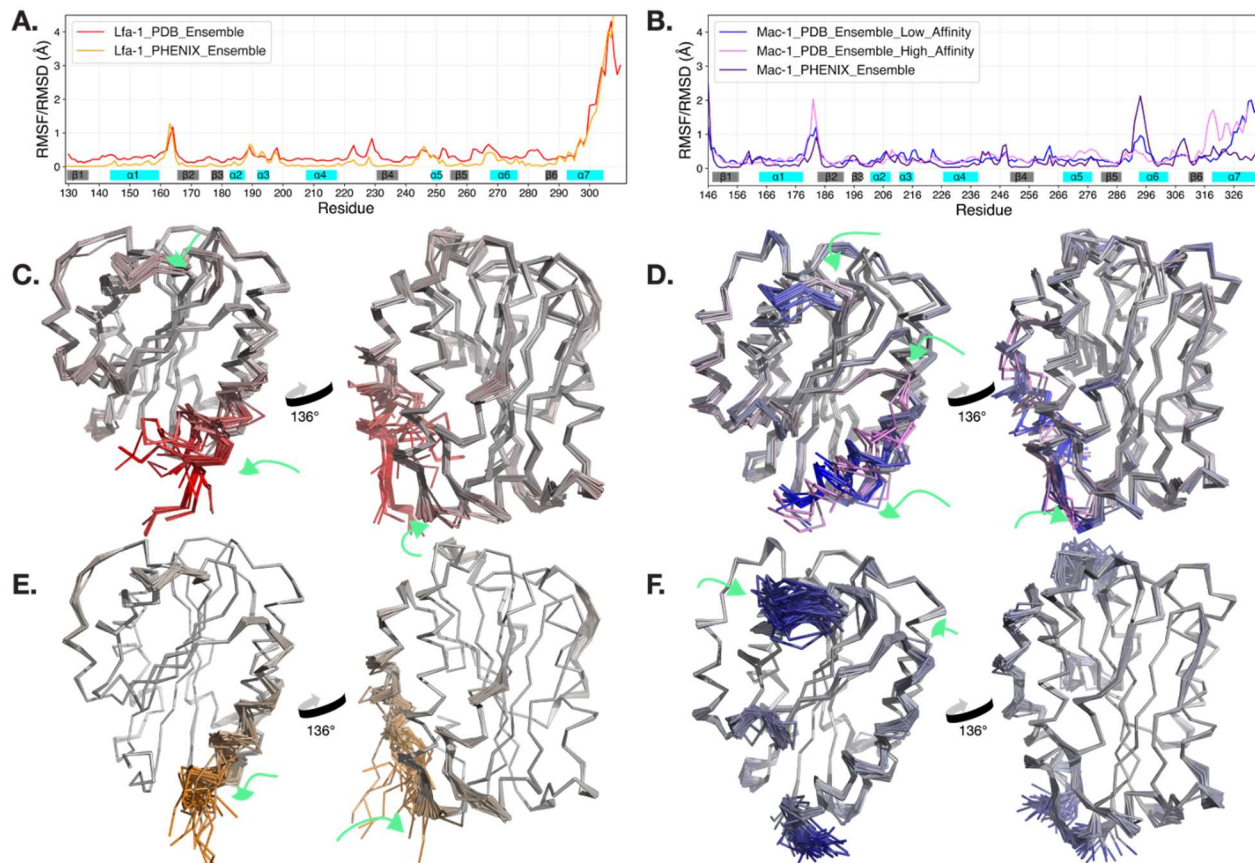 A.
Lfa-1_PDB_Ensemble
Lfa-1_PHENIX_Ensemble
RMSF/RMSD (Å)
4
3
2
1
0
β1 α1 β2 β3 α2 α3 α4 β4 α5 β5 α6 β6 α7
129 140 150 160 170 180 190 200 210 220 230 240 250 260 270 280 290 300
Residue
B.
Mac-1_PDB_Ensemble_Low_Affinity
Mac-1_PDB_Ensemble_High_Affinity
Mac-1_PHENIX_Ensemble
RMSF/RMSD (Å)
4
3
2
1
0
β1 α1 β2 β3 α2 α3 α4 β4 α5 β5 α6 β6 α7
146 156 166 176 186 196 206 216 226 236 246 256 266 276 286 296 306 316 326
Residue
C.
136°
D.
136°
E.
136°
F.
136°